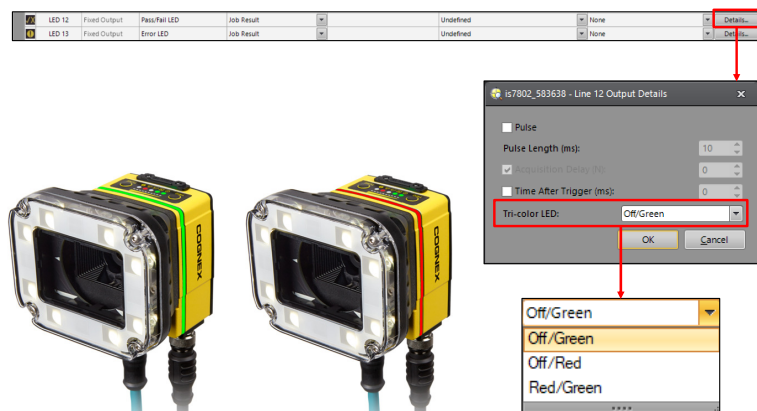 LED 12 Fixed Output Pass/Fail LED Job Result Undefined None Details...
LED 13 Fixed Output Error LED Job Result Undefined None Details...
is7802_583638 - Line 12 Output Details
Pulse
Pulse Length (ms): 10
Acquisition Delay (N): 0
Time After Trigger (ms): 0
Tri-color LED: Off/Green
OK Cancel
COGNEX
COGNEX
Off/Green
Off/Green
Off/Red
Red/Green